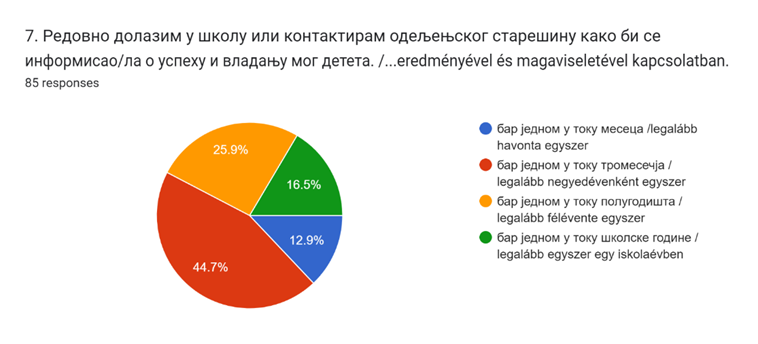 7. Редовно долазим у школу или контактирам одељењског старешину како би се
информисао/ла о успеху и владању мог детета. /...eredményével és magaviseletével kapcsolatban.
85 responses
25.9%
16.5%
12.9%
44.7%
бар једном у току месеца /legalább
havonta egyszer
бар једном у току тромесечја /
legalább negyedévenként egyszer
бар једном у току полугодишта /
legalább félévente egyszer
бар једном у току школске године /
legalább egyszer egy iskolaévben